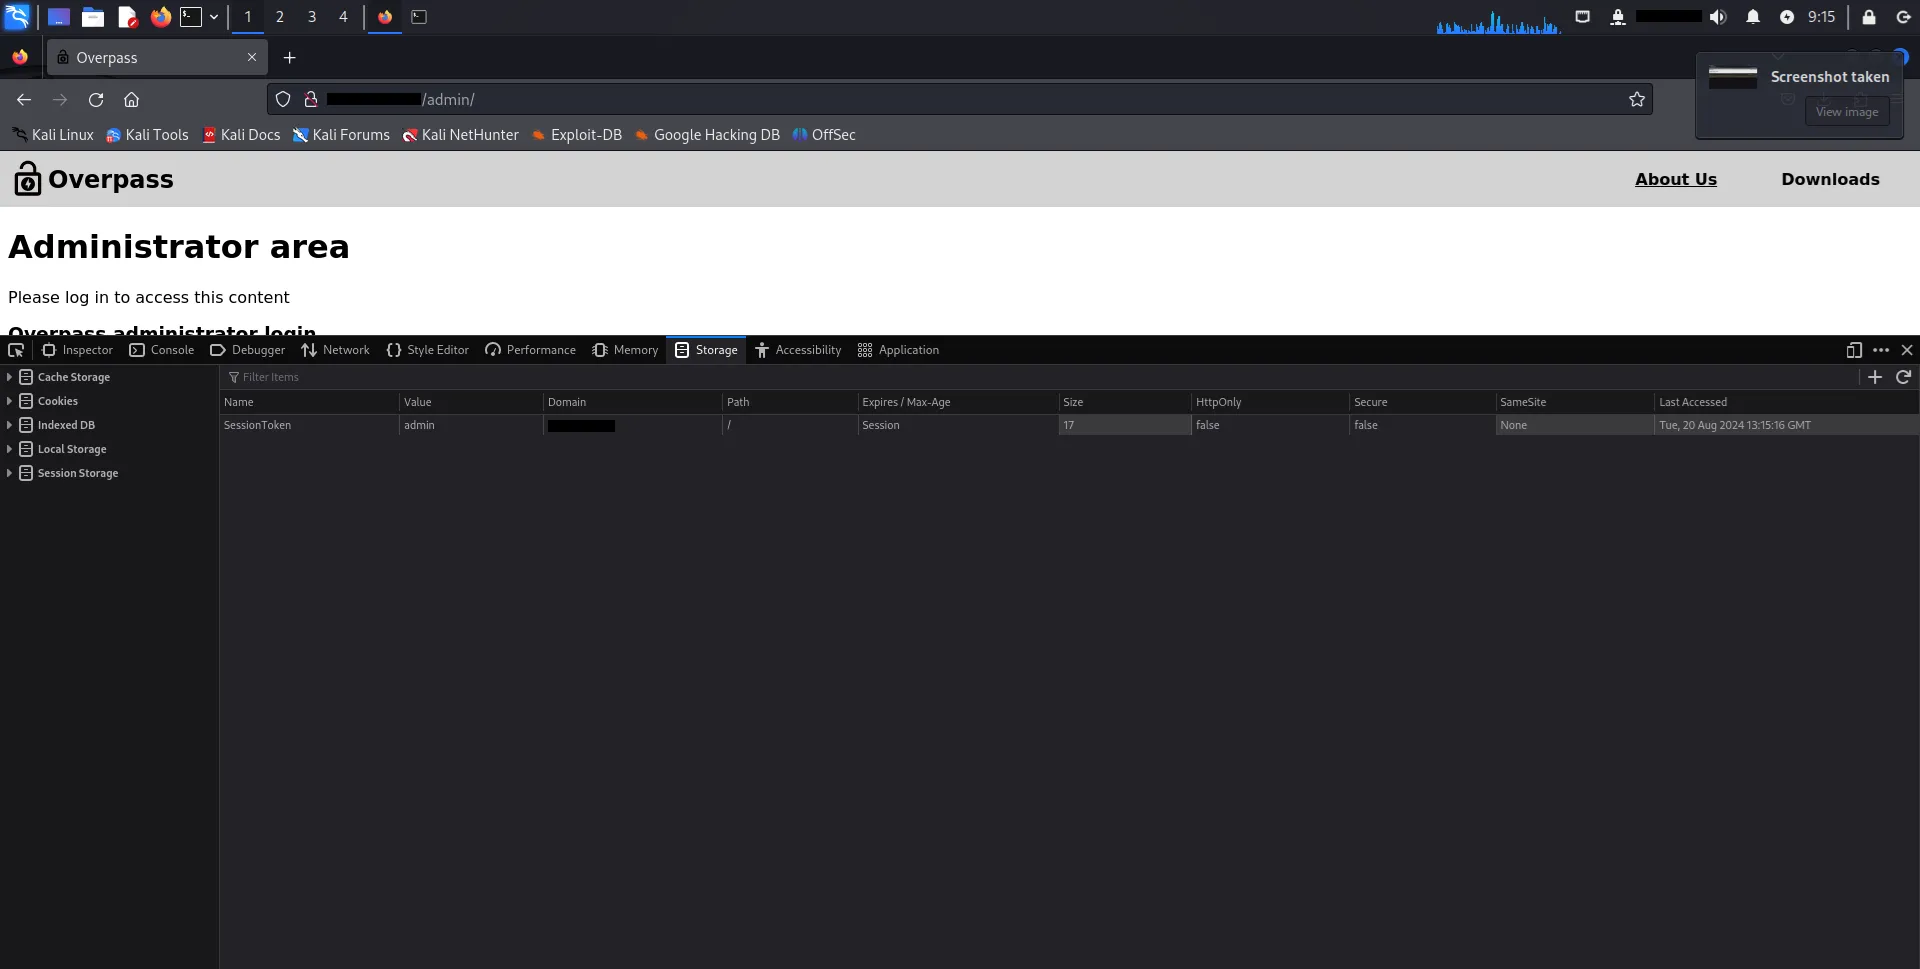 1 2 3 4 9:15
Overpass
Screenshot taken
View image
/admin/
Kali Linux Kali Tools Kali Docs Kali Forums Kali NetHunter Exploit-DB Google Hacking DB OffSec
Overpass About Us Downloads
Administrator area
Please log in to access this content
Overpass administrator login
Inspector Console Debugger Network Style Editor Performance Memory Storage Accessibility Application
Cache Storage
Cookies
Indexed DB
Local Storage
Session Storage
Filter Items
Name Value Domain Path Expires / Max-Age Size HttpOnly Secure SameSite Last Accessed
SessionToken admin / Session 17 false false None Tue, 20 Aug 2024 13:15:16 GMT